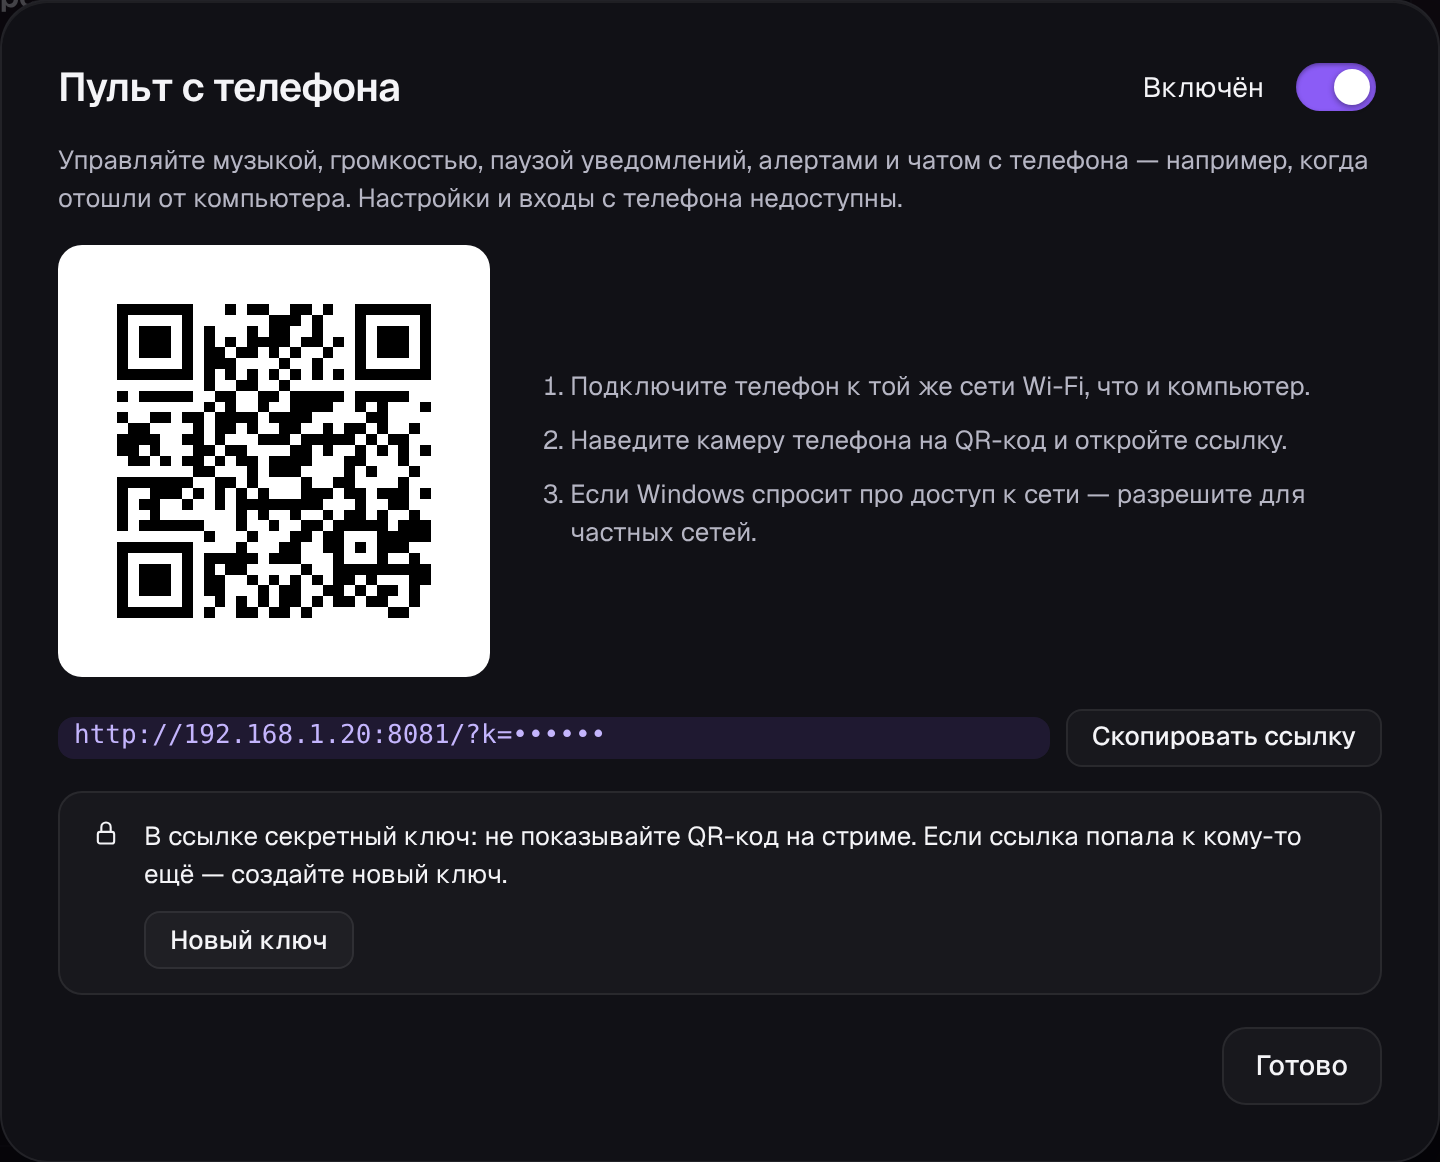 Пульт с телефона
Включён
Управляйте музыкой, громкостью, паузой уведомлений, алертами и чатом с телефона — например, когда
отошли от компьютера. Настройки и входы с телефона недоступны.
1. Подключите телефон к той же сети Wi-Fi, что и компьютер.
2. Наведите камеру телефона на QR-код и откройте ссылку.
3. Если Windows спросит про доступ к сети — разрешите для
частных сетей.
http://192.168.1.20:8081/?k=••••••
Скопировать ссылку
В ссылке секретный ключ: не показывайте QR-код на стриме. Если ссылка попала к кому-то
ещё — создайте новый ключ.
Новый ключ
Готово